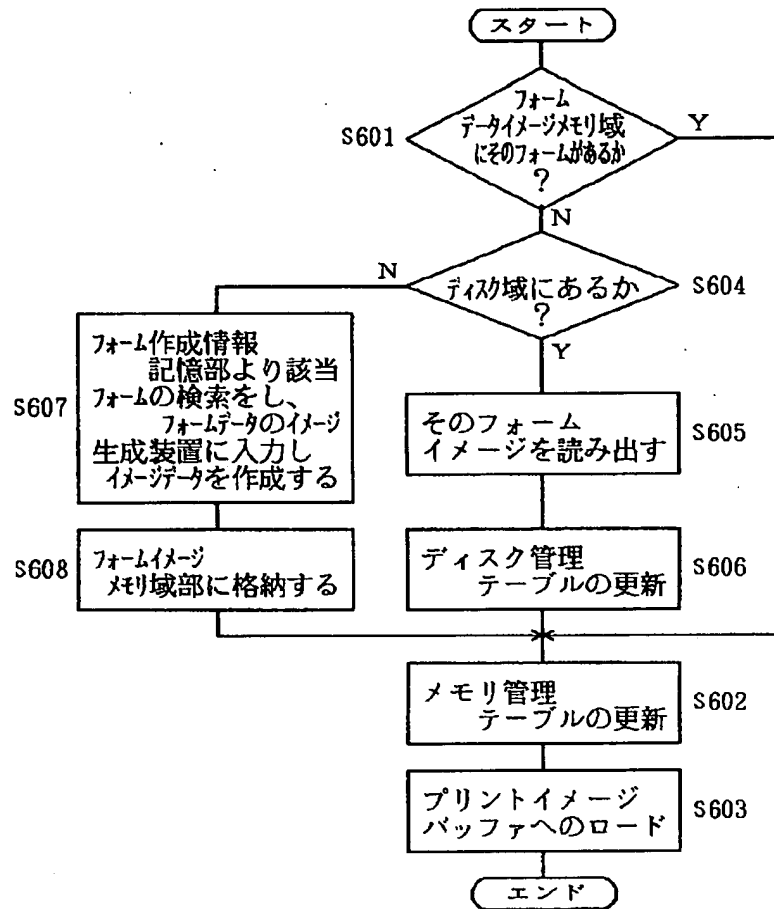 スタート
フォーム
データイメージメモリ域
にそのフォームがあるか
?
S601
Y
N
ディスク域にあるか
?
S604
N
Y
フォーム作成情報
記憶部より該当
フォームの検索をし、
フォームデータのイメージ
生成装置に入力し
イメージデータを作成する
S607
そのフォーム
イメージを読み出す
S605
フォームイメージ
メモリ域部に格納する
S608
ディスク管理
テーブルの更新
S606
メモリ管理
テーブルの更新
S602
プリントイメージ
バッファへのロード
S603
エンド